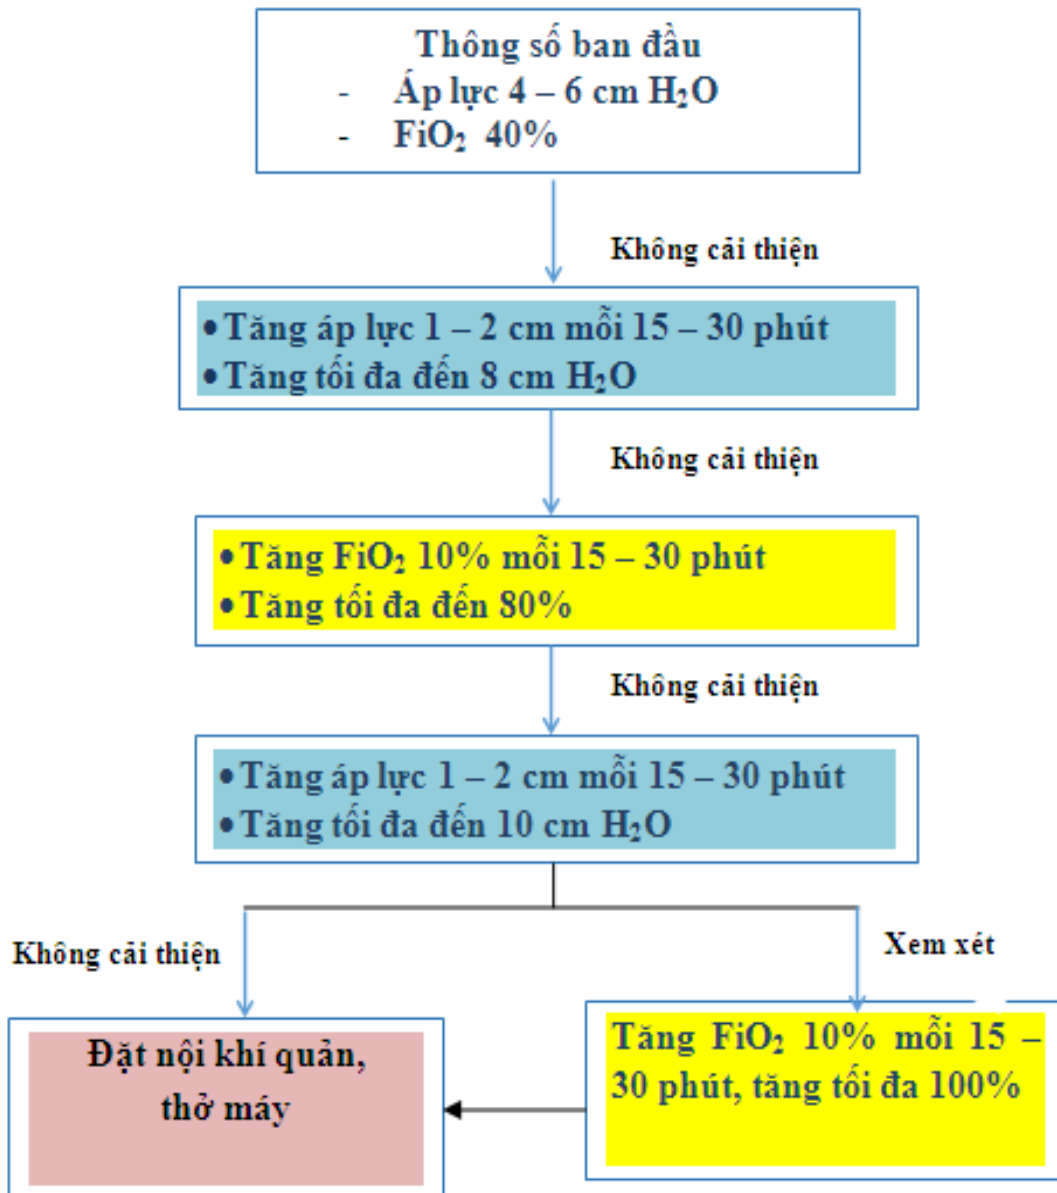 Thông số ban đầu
- Áp lực 4 – 6 cm H₂O
- FiO₂ 40%
Không cải thiện
• Tăng áp lực 1 – 2 cm mỗi 15 – 30 phút
• Tăng tối đa đến 8 cm H₂O
Không cải thiện
• Tăng FiO₂ 10% mỗi 15 – 30 phút
• Tăng tối đa đến 80%
Không cải thiện
• Tăng áp lực 1 – 2 cm mỗi 15 – 30 phút
• Tăng tối đa đến 10 cm H₂O
Không cải thiện
Xem xét
Đặt nội khí quản,
thở máy
Tăng FiO₂ 10% mỗi 15 –
30 phút, tăng tối đa 100%